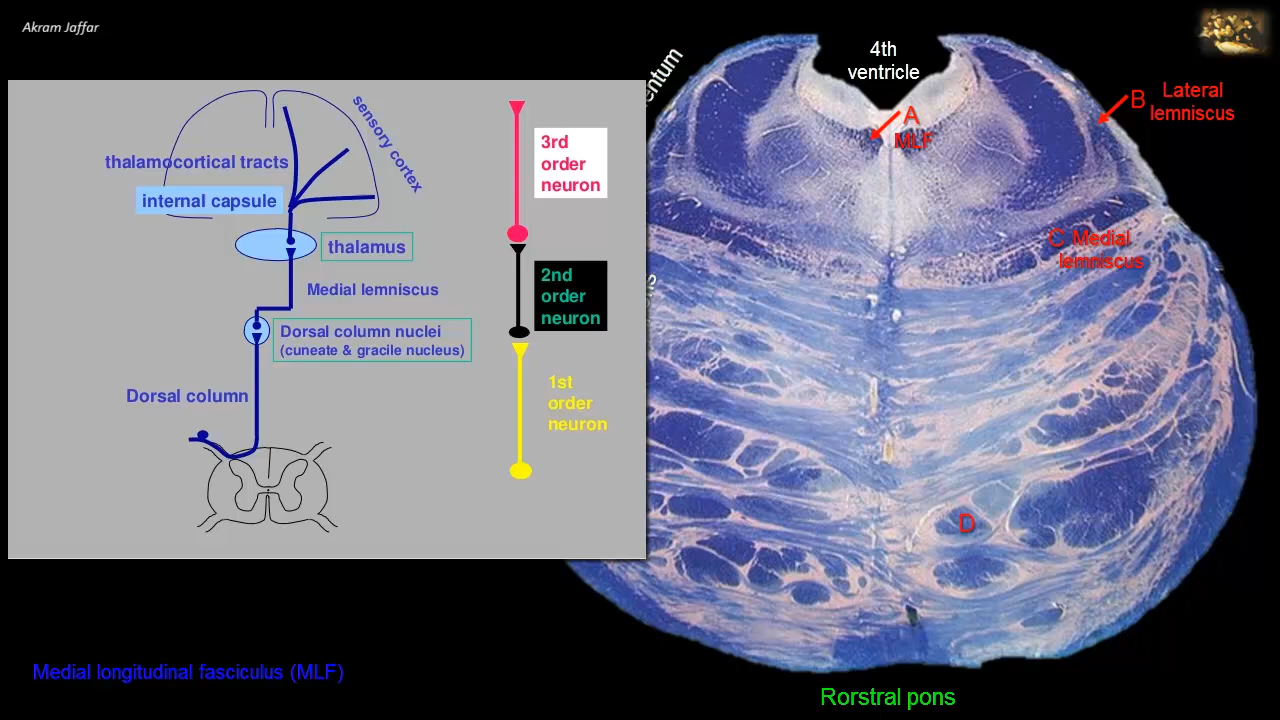 Akram Jaffar
thalamocortical tracts
sensory cortex
internal capsule
thalamus
Medial lemniscus
Dorsal column nuclei
(cuneate & gracile nucleus)
Dorsal column
3rd
order
neuron
2nd
order
neuron
1st
order
neuron
4th
ventricle
A
MLF
B
Lateral
lemniscus
C Medial
lemniscus
D
Medial longitudinal fasciculus (MLF)
Rorstral pons